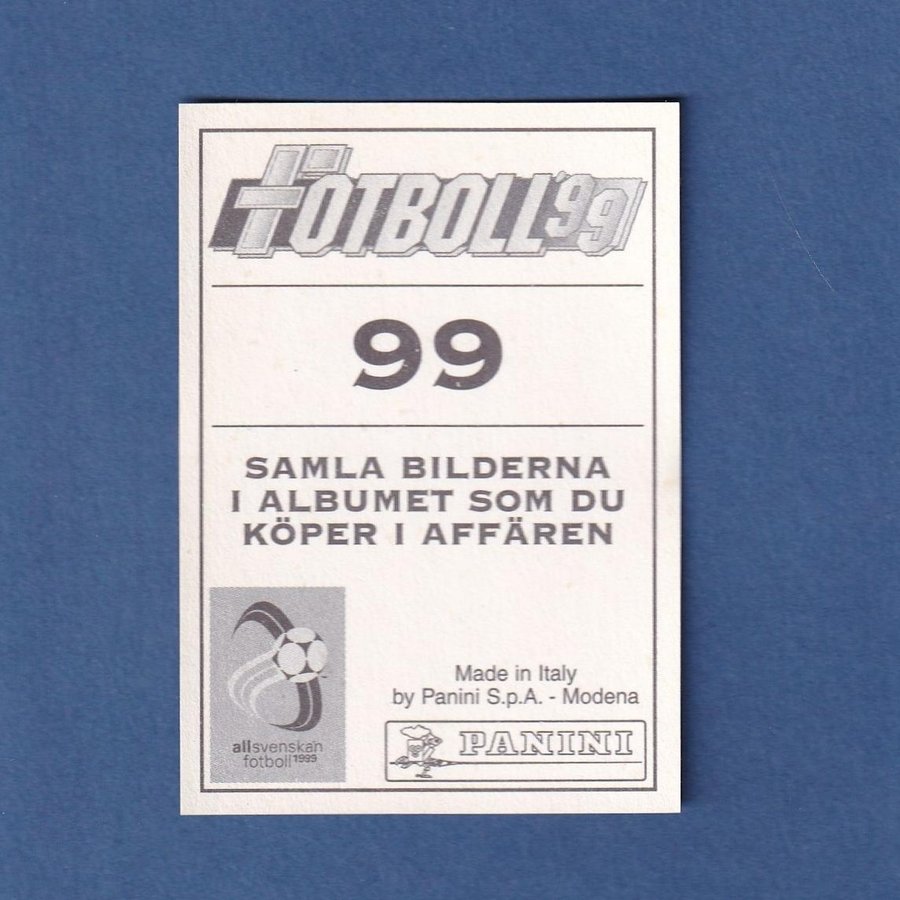 FOTBOLL'99
99
SAMLA BILDERNA
I ALBUMET SOM DU
KÖPER I AFFÄREN
allsvenskan
fotboll 1999
Made in Italy
by Panini S.p.A. - Modena
PANINI